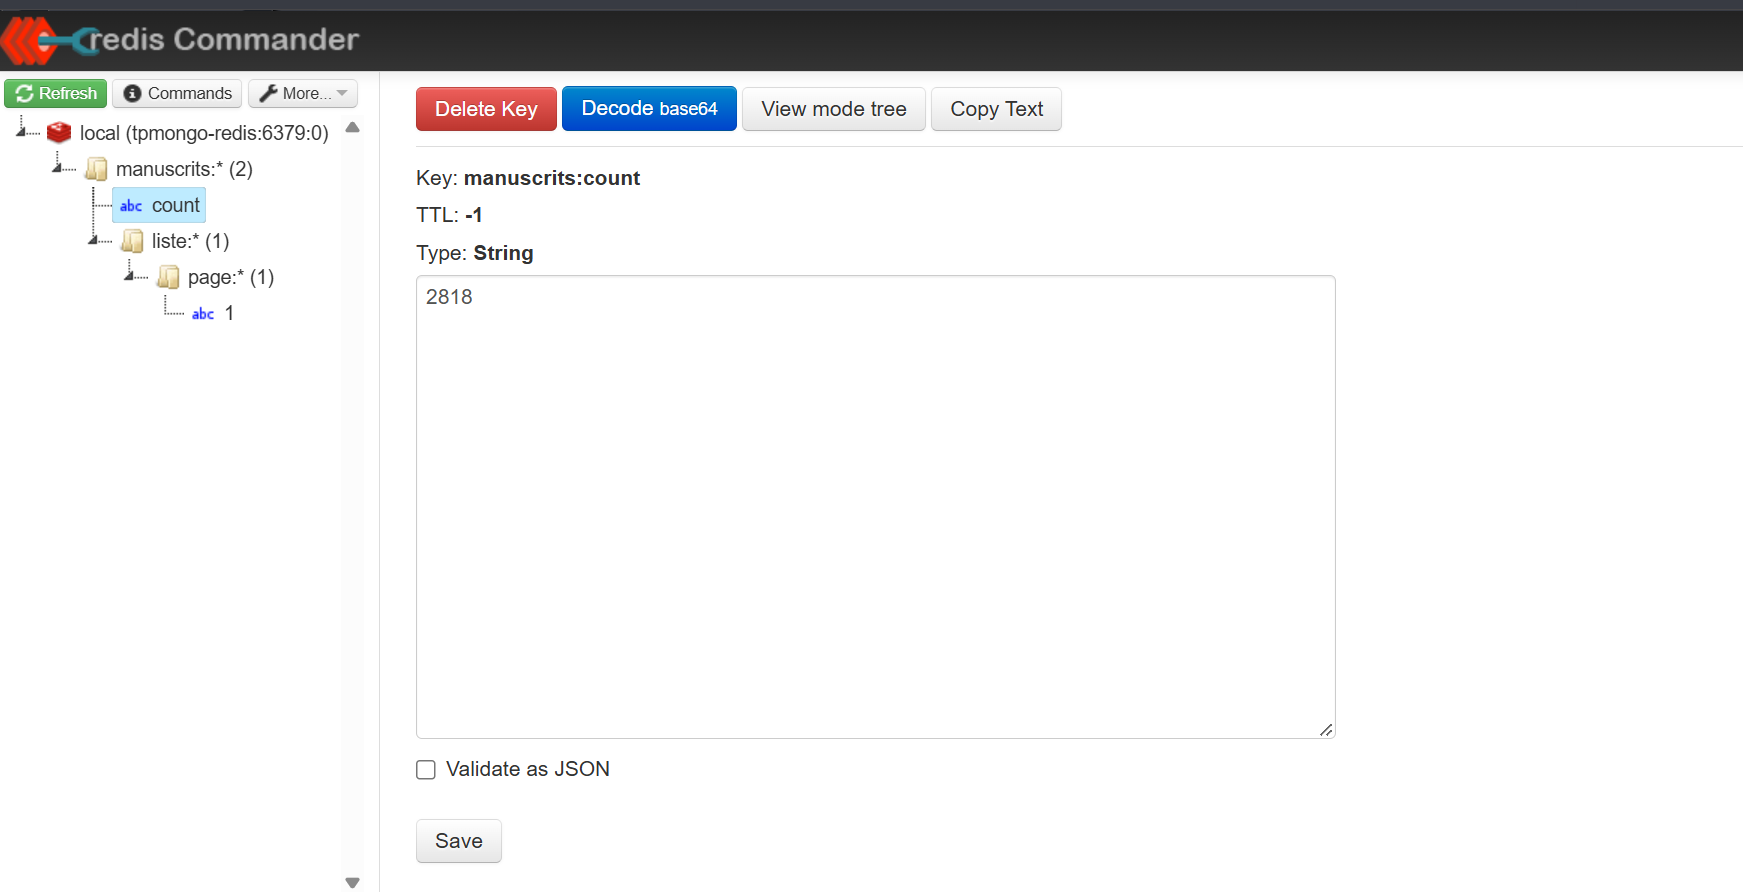 redis Commander
Refresh Commands More...
Delete Key Decode base64 View mode tree Copy Text
local (tpmongo-redis:6379:0)
manuscrits:* (2)
abc count
liste:* (1)
page:* (1)
abc 1
Key: manuscrits:count
TTL: -1
Type: String
2818
Validate as JSON
Save